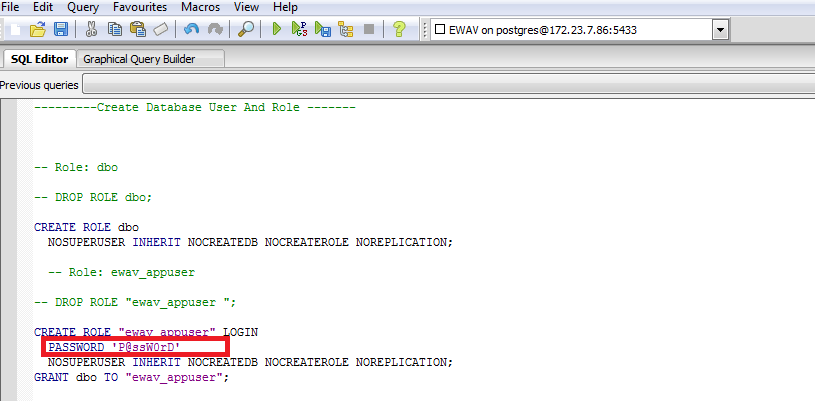 File Edit Query Favourites Macros View Help
EWAV on postgres@172.23.7.86:5433
SQL Editor Graphical Query Builder
Previous queries
---------Create Database User And Role -------
-- Role: dbo
-- DROP ROLE dbo;
CREATE ROLE dbo
NOSUPERUSER INHERIT NOCREATEDB NOCREATEROLE NOREPLICATION;
-- Role: ewav_appuser
-- DROP ROLE "ewav_appuser ";
CREATE ROLE "ewav_appuser" LOGIN
PASSWORD 'P@ssW0rD'
NOSUPERUSER INHERIT NOCREATEDB NOCREATEROLE NOREPLICATION;
GRANT dbo TO "ewav_appuser";